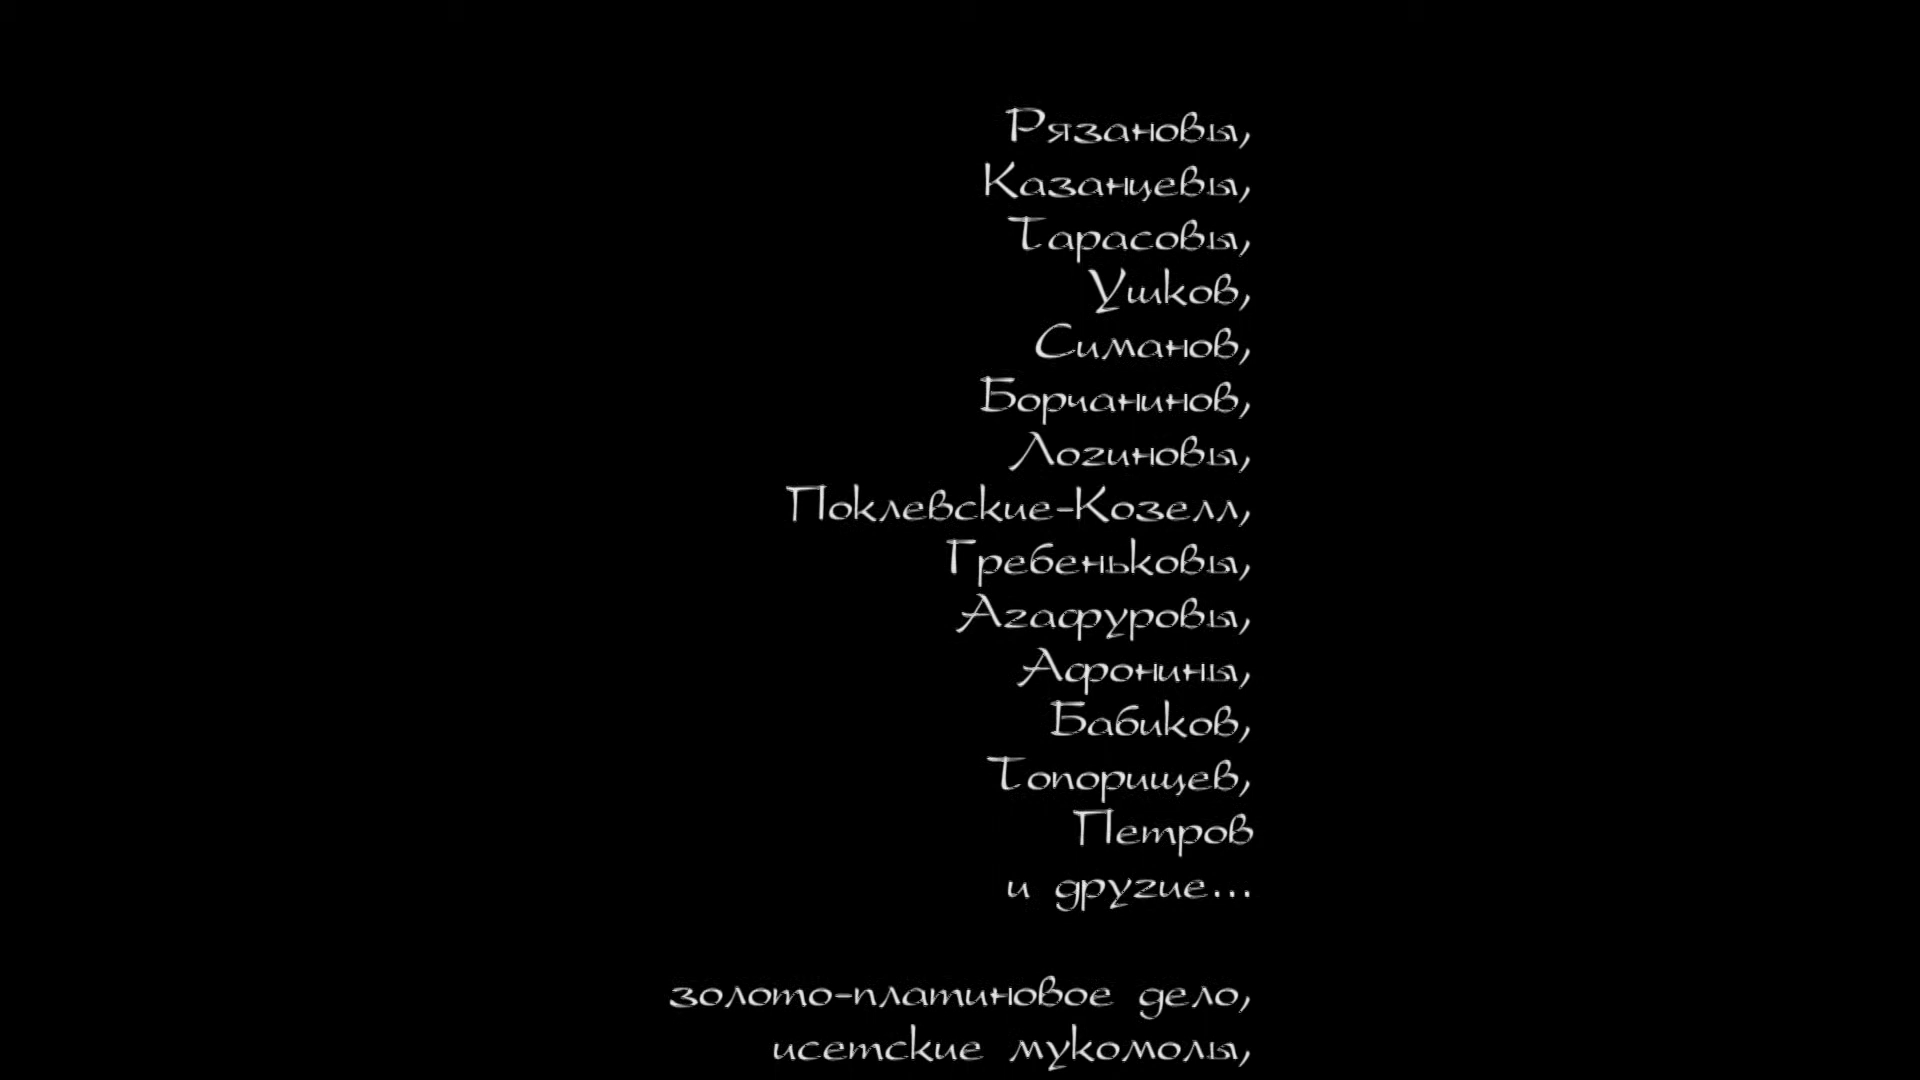 Рязановы,
Казанцевы,
Тарасовы,
Ушков,
Симанов,
Борчанинов,
Логиновы,
Поклевские-Козелл,
Гребеньковы,
Агафуровы,
Афонины,
Бабиков,
Топорищев,
Петров
и другие...
золото-платиновое дело,
исетские мукомолы,